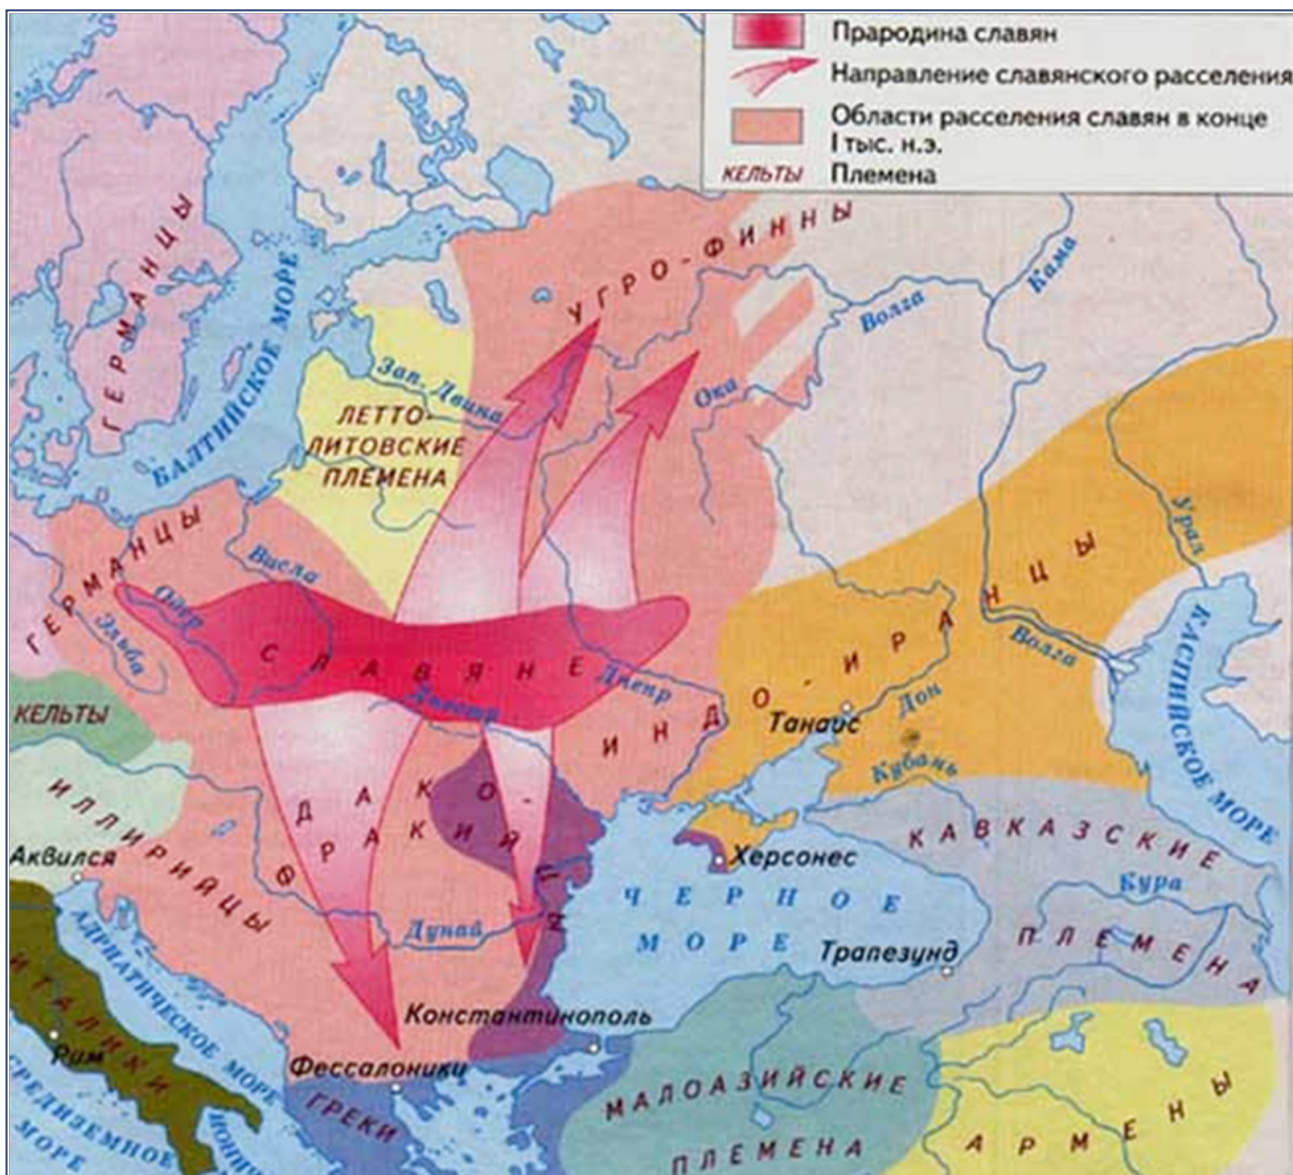 Прародина славян
Направление славянского расселения
Области расселения славян в конце
I тыс. н.э.
КЕЛЬТЫ Племена
УГРО-ФИННЫ
ГЕРМАНЦЫ
БАЛТИЙСКОЕ МОРЕ
Кама
Волга
Зап. Двина
Ока
ЛЕТТО-
ЛИТОВСКИЕ
ПЛЕМЕНА
Урал
ГЕРМАНЦЫ
Висла
Одер
Эльба
СЛАВЯНЕ
Днепр
Днестр
ИНДО-ИРАНЦЫ
Волга
Дон
Танаис
Кубань
КАСПИЙСКОЕ МОРЕ
КЕЛЬТЫ
ИЛЛИРИЙЦЫ
ДАКО-
ФРАКИЙЦЫ
Аквился
Херсонес
КАВКАЗСКИЕ
ПЛЕМЕНА
Кура
ЧЕРНОЕ
МОРЕ
Дунай
Трапезунд
АДРИАТИЧЕСКОЕ МОРЕ
ИТАЛИКИ
Рим
Константинополь
Фессалоники
ГРЕКИ
МАЛОАЗИЙСКИЕ
ПЛЕМЕНА
АРМЕНЫ
СРЕДИЗЕМНОЕ
МОРЕ